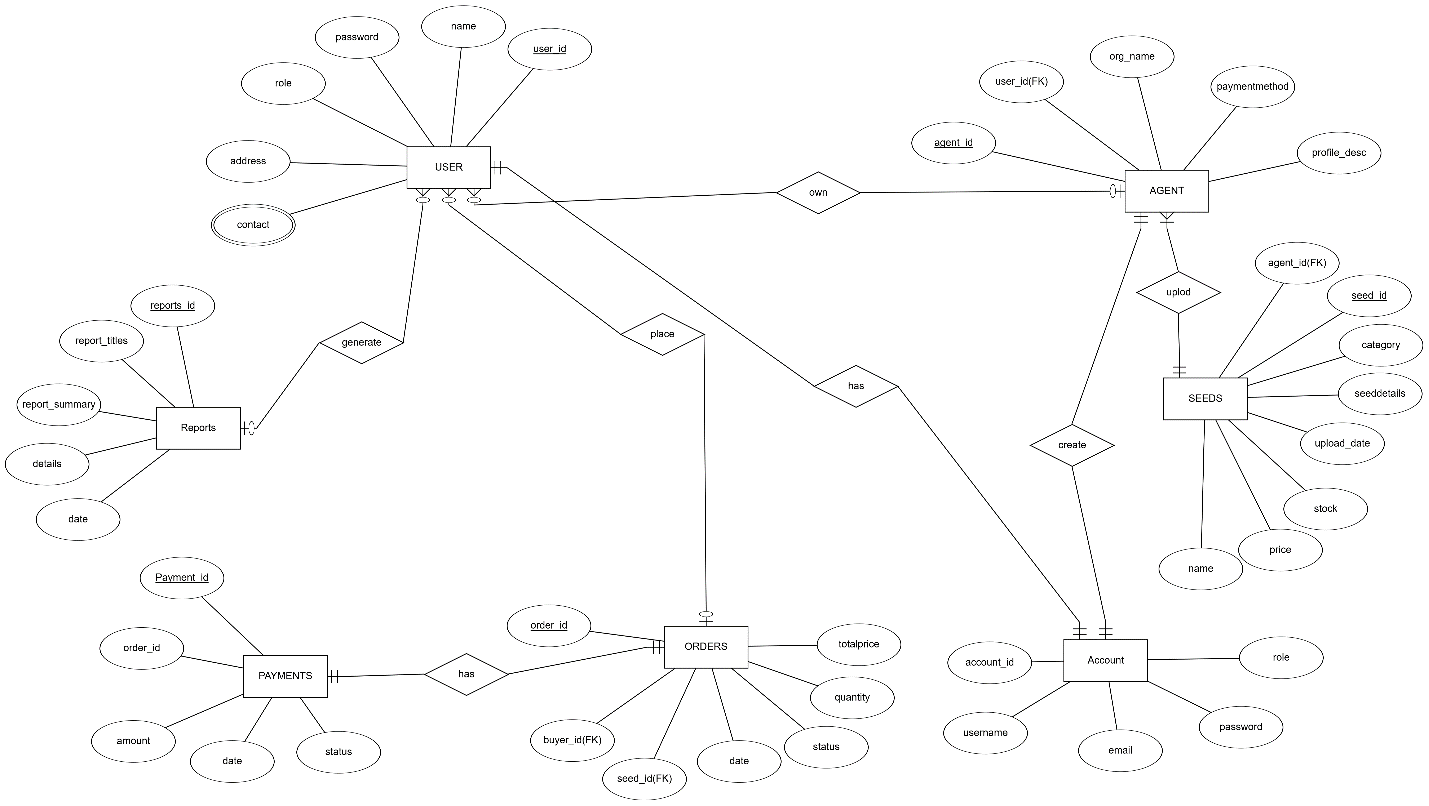 name
password
user_id
role
address
USER
contact
org_name
user_id(FK)
paymentmethod
agent_id
profile_desc
AGENT
own
agent_id(FK)
uplod
seed_id
category
seeddetails
SEEDS
upload_date
stock
price
name
reports_id
report_titles
report_summary
Reports
details
date
generate
place
has
create
Payment_id
order_id
PAYMENTS
amount
date
status
has
order_id
ORDERS
totalprice
quantity
buyer_id(FK)
status
seed_id(FK)
date
Account
account_id
role
username
password
email